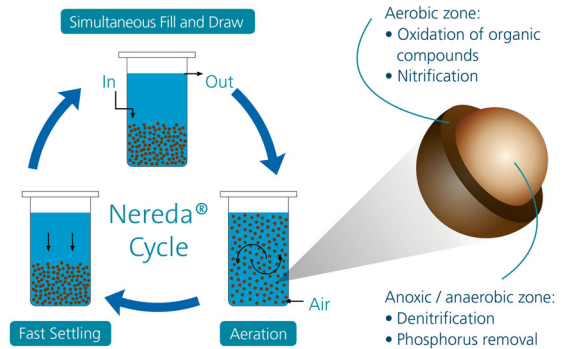 Simultaneous Fill and Draw
In
Out
Nereda®
Cycle
Fast Settling
Aeration
Air
Aerobic zone:
• Oxidation of organic
compounds
• Nitrification
Anoxic / anaerobic zone:
• Denitrification
• Phosphorus removal